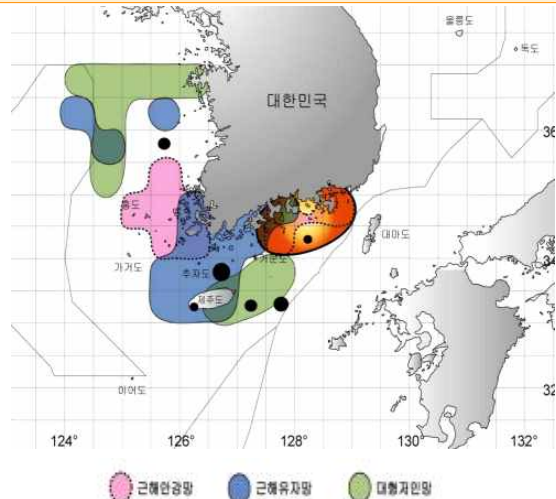 울릉도
독도
대한민국
36
홍도
대마도
가거도
추자도
거문도
제주도
이어도
32
124° 126 128 130 132°
근해안강망 근해유자망 대형자인망